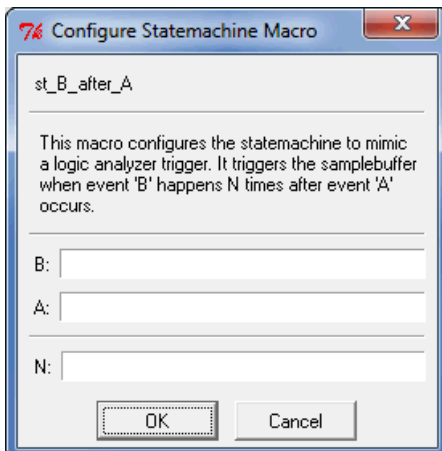 Configure Statemachine Macro
st_B_after_A
This macro configures the statemachine to mimic
a logic analyzer trigger. It triggers the samplebuffer
when event 'B' happens N times after event 'A'
occurs.
B:
A:
N:
OK Cancel